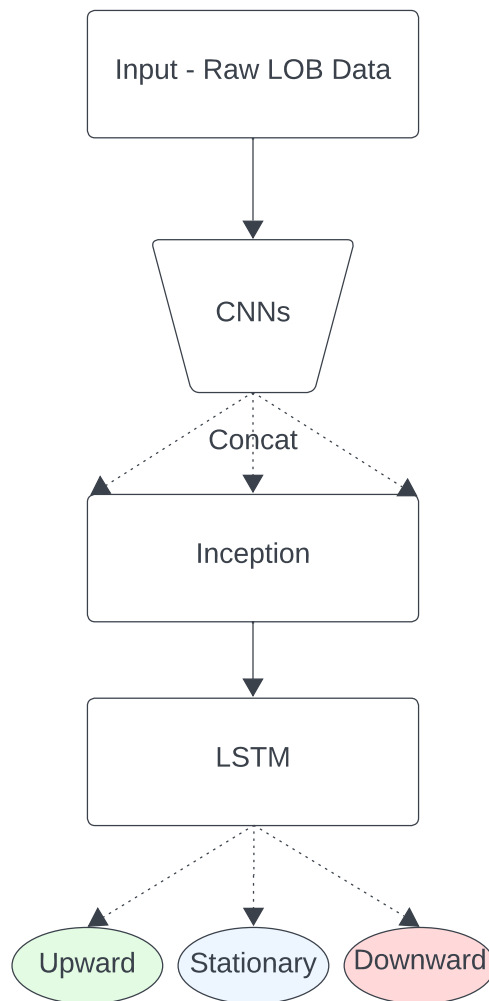 Input - Raw LOB Data
CNNs
Concat
Inception
LSTM
Upward
Stationary
Downward